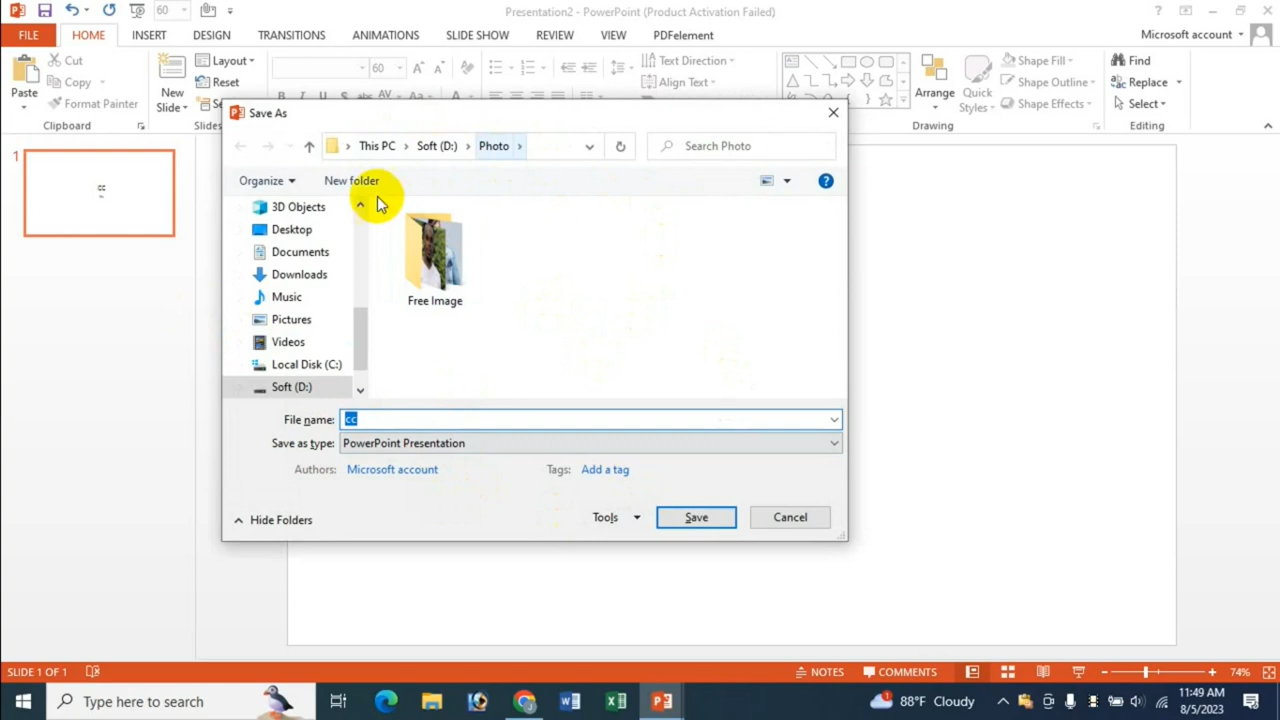 60
Presentation2 - PowerPoint (Product Activation Failed)
?
FILE
HOME
INSERT
DESIGN
TRANSITIONS
ANIMATIONS
SLIDE SHOW
REVIEW
VIEW
PDFelement
Microsoft account
Paste
Cut
Copy
Format Painter
Clipboard
New
Slide
Layout
Reset
Slides
60
B I U S abc AV
Text Direction
Align Text
Arrange
Quick
Styles
Shape Fill
Shape Outline
Shape Effects
Drawing
Find
Replace
Select
Editing
1
cc
Save As
This PC
Soft (D:)
Photo
Search Photo
Organize
New folder
?
3D Objects
Desktop
Documents
Downloads
Music
Pictures
Videos
Local Disk (C:)
Soft (D:)
Free Image
File name: cc
Save as type: PowerPoint Presentation
Authors: Microsoft account
Tags: Add a tag
Hide Folders
Tools
Save
Cancel
SLIDE 1 OF 1
NOTES
COMMENTS
74%
Type here to search
88°F Cloudy
11:49 AM
8/5/2023